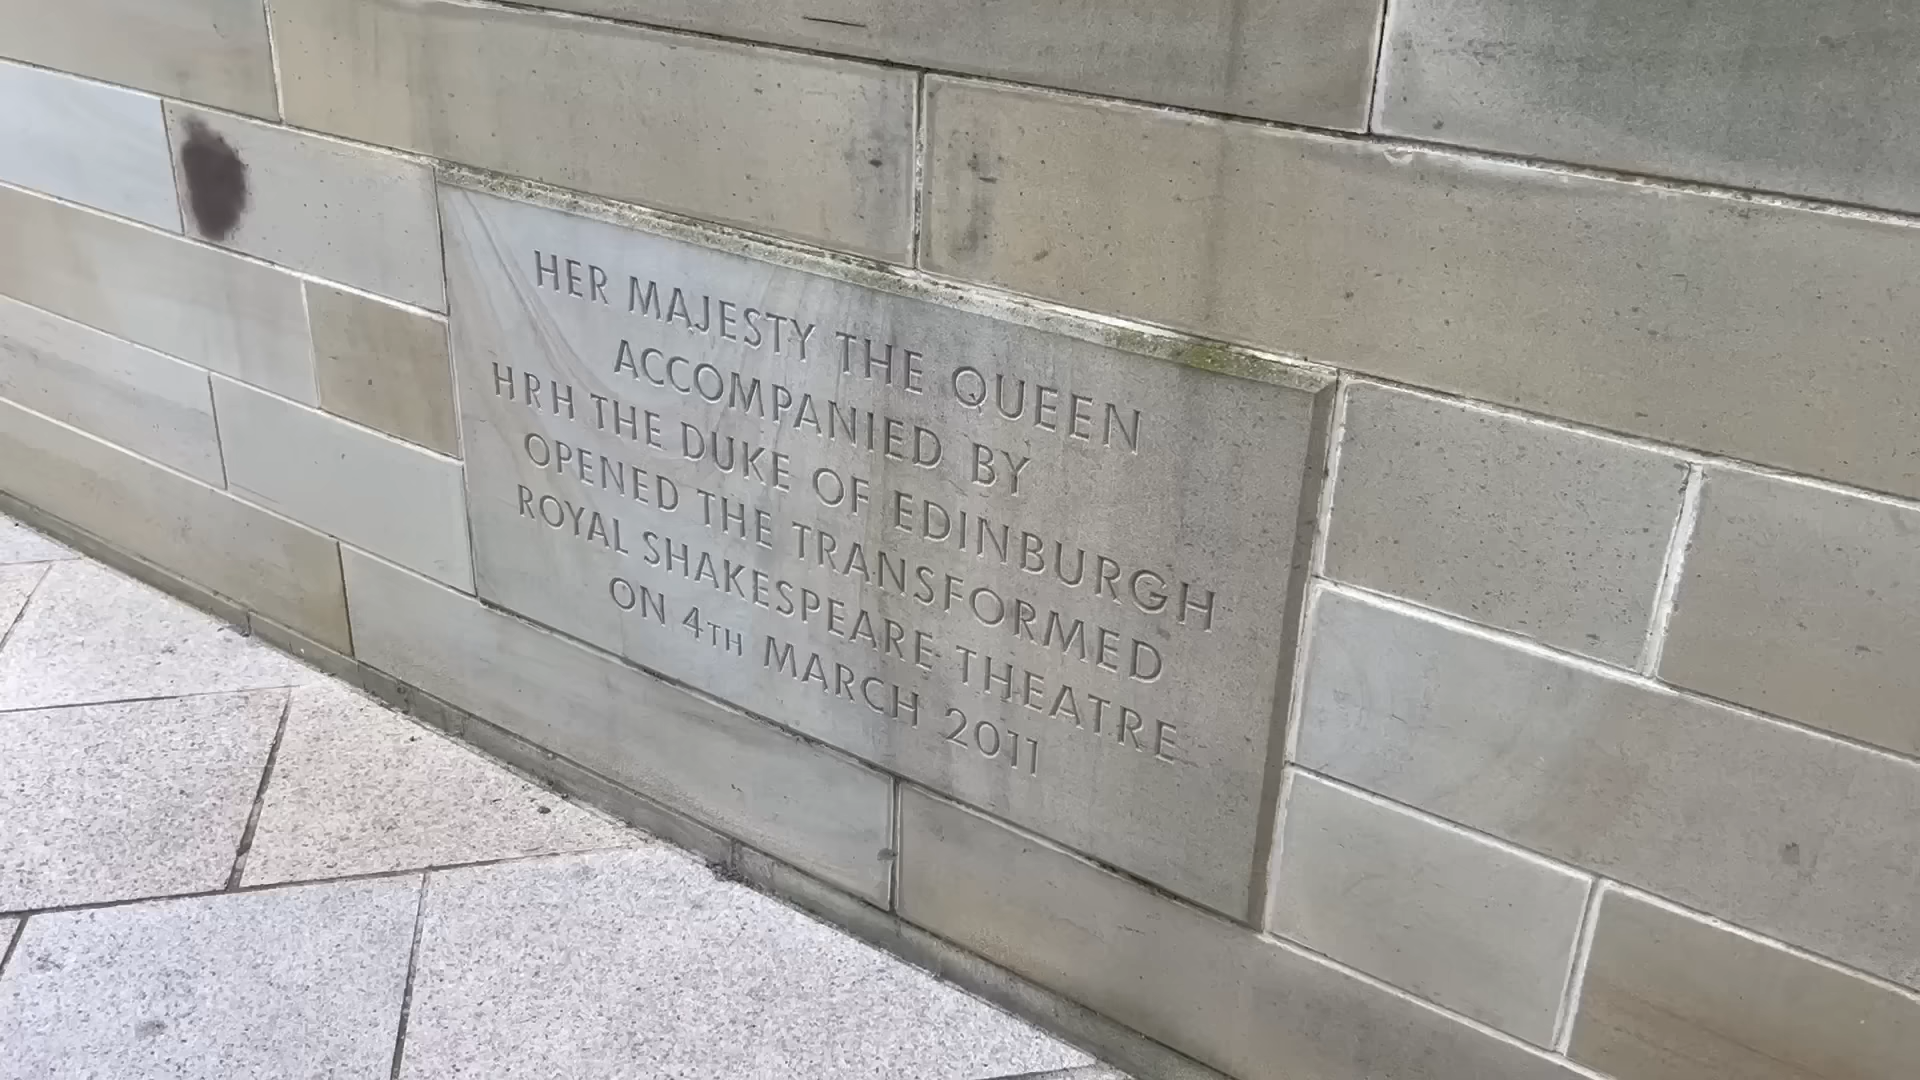 HER MAJESTY THE QUEEN
ACCOMPANIED BY
HRH THE DUKE OF EDINBURGH
OPENED THE TRANSFORMED
ROYAL SHAKESPEARE THEATRE
ON 4TH MARCH 2011